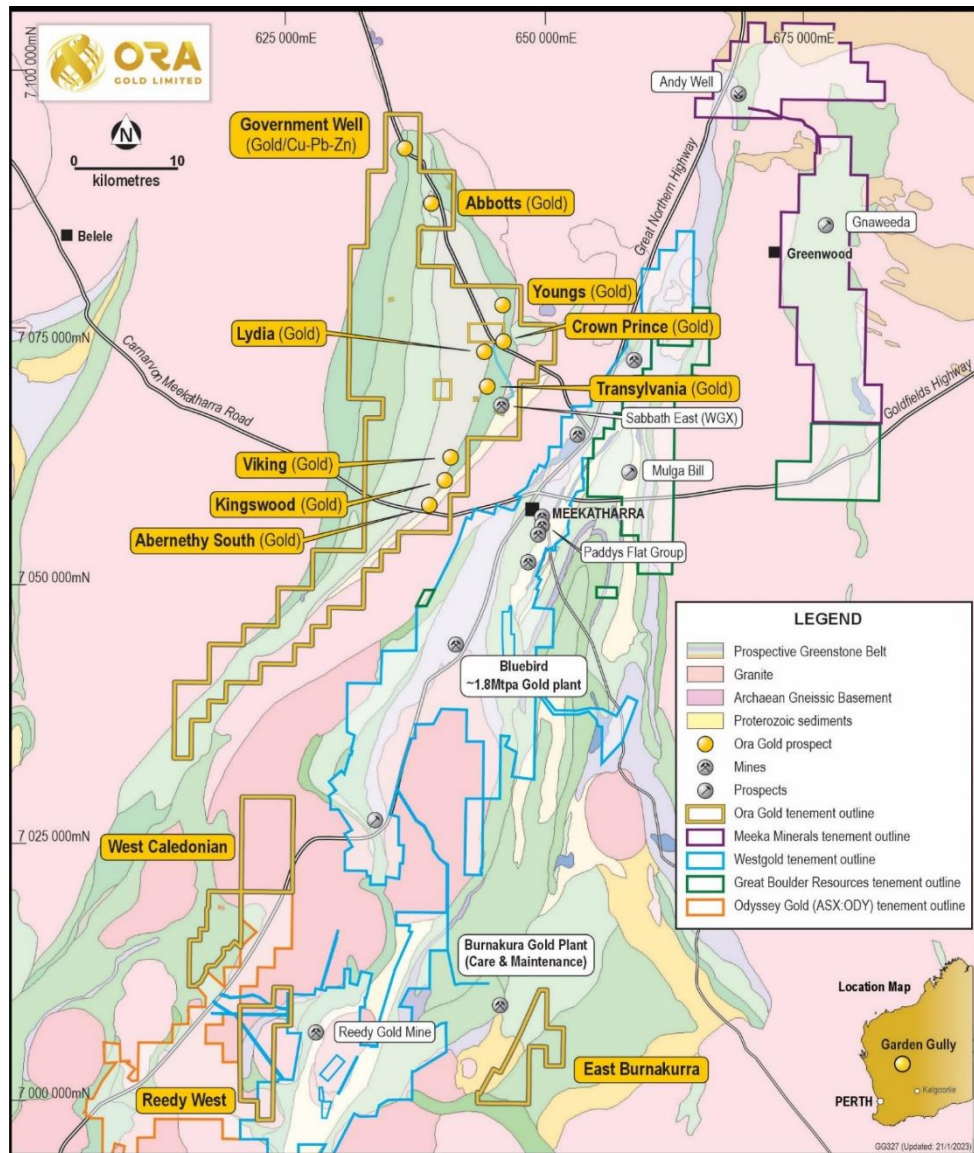 625 000mE
650 000mE
675 000mE
7 100 000mN
ORA
GOLD LIMITED
N
0 10
kilometres
Government Well
(Gold/Cu-Pb-Zn)
Andy Well
Great Northern Highway
Abbotts (Gold)
Belele
Gnaweeda
Greenwood
Youngs (Gold)
Lydia (Gold)
Crown Prince (Gold)
7 075 000mN
Carnarvon Meekatharra Road
Transylvania (Gold)
Goldfields Highway
Sabbath East (WGX)
Viking (Gold)
Mulga Bill
Kingswood (Gold)
MEEKATHARRA
Abernethy South (Gold)
Paddys Flat Group
7 050 000mN
Bluebird
~1.8Mtpa Gold plant
LEGEND
Prospective Greenstone Belt
Granite
Archaean Gneissic Basement
Proterozoic sediments
Ora Gold prospect
Mines
Prospects
Ora Gold tenement outline
Meeka Minerals tenement outline
Westgold tenement outline
Great Boulder Resources tenement outline
Odyssey Gold (ASX:ODY) tenement outline
7 025 000mN
West Caledonian
Burnakura Gold Plant
(Care & Maintenance)
Reedy Gold Mine
East Burnakurra
Reedy West
7 000 000mN
Location Map
Garden Gully
Kalgoorlie
PERTH
GG327 (Updated: 21/1/2023)